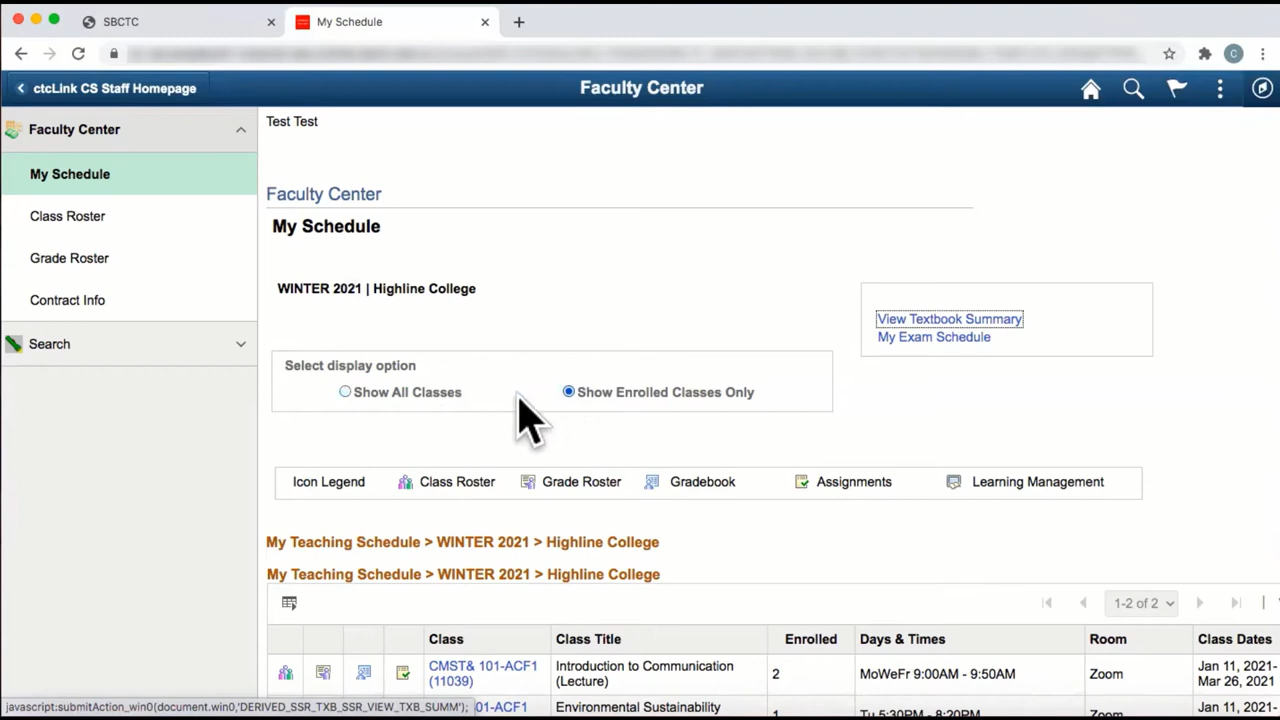 SBCTC
My Schedule
C
ctcLink CS Staff Homepage
Faculty Center
Faculty Center
My Schedule
Class Roster
Grade Roster
Contract Info
Search
Test Test
Faculty Center
My Schedule
WINTER 2021 | Highline College
View Textbook Summary
My Exam Schedule
Select display option
Show All Classes
Show Enrolled Classes Only
Icon Legend
Class Roster
Grade Roster
Gradebook
Assignments
Learning Management
My Teaching Schedule > WINTER 2021 > Highline College
My Teaching Schedule > WINTER 2021 > Highline College
1-2 of 2
Class
Class Title
Enrolled
Days & Times
Room
Class Dates
CMST& 101-ACF1
(11039)
Introduction to Communication
(Lecture)
2
MoWeFr 9:00AM - 9:50AM
Zoom
Jan 11, 2021-
Mar 26, 2021
101-ACF1
Environmental Sustainability
1
Tu 5:30PM - 8:20PM
Zoom
Jan 11, 2021-
javascript:submitAction_win0(document.win0,'DERIVED_SSR_TXB_SSR_VIEW_TXB_SUMM');